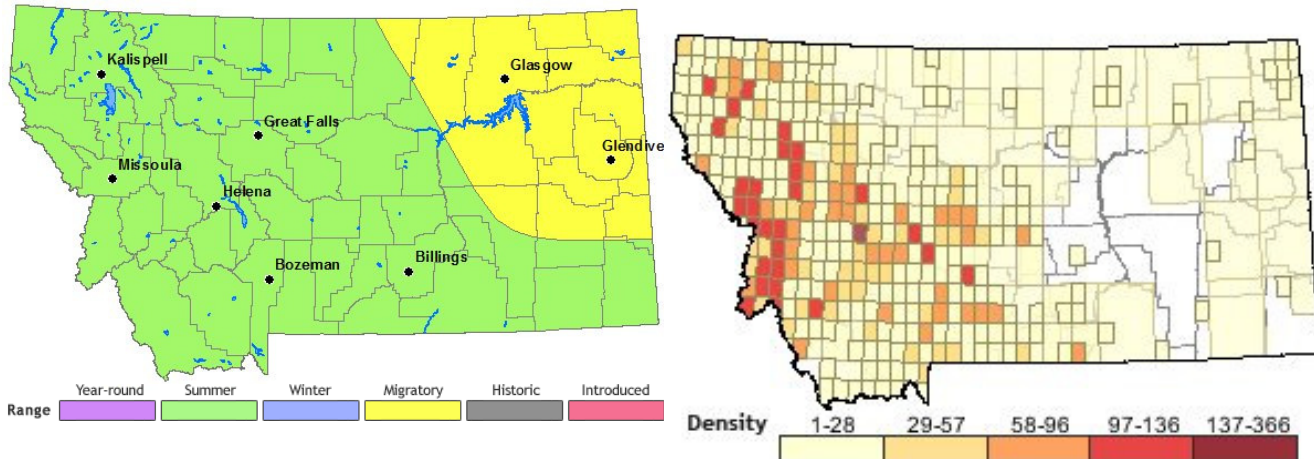 Kalispell
Glasgow
Great Falls
Glendive
Missoula
Helena
Bozeman
Billings
Year-round Summer Winter Migratory Historic Introduced
Range
Density 1-28 29-57 58-96 97-136 137-366